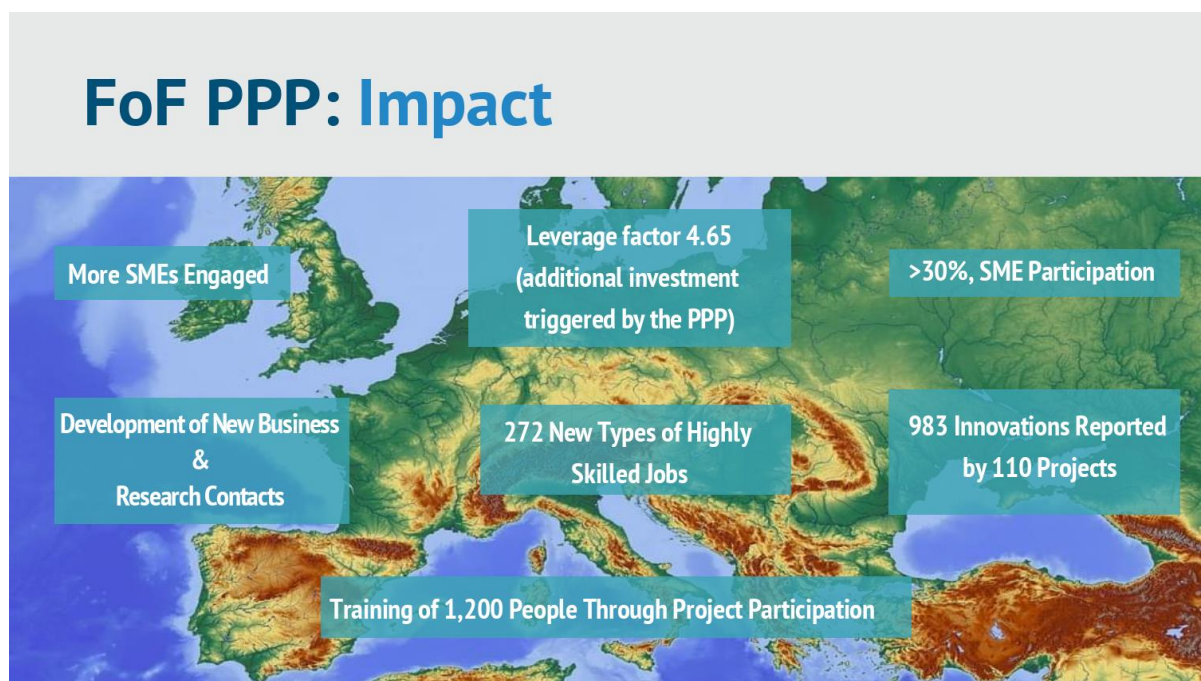 FoF PPP: Impact
More SMEs Engaged
Leverage factor 4.65
(additional investment
triggered by the PPP)
>30%, SME Participation
Development of New Business
&
Research Contacts
272 New Types of Highly
Skilled Jobs
983 Innovations Reported
by 110 Projects
Training of 1,200 People Through Project Participation